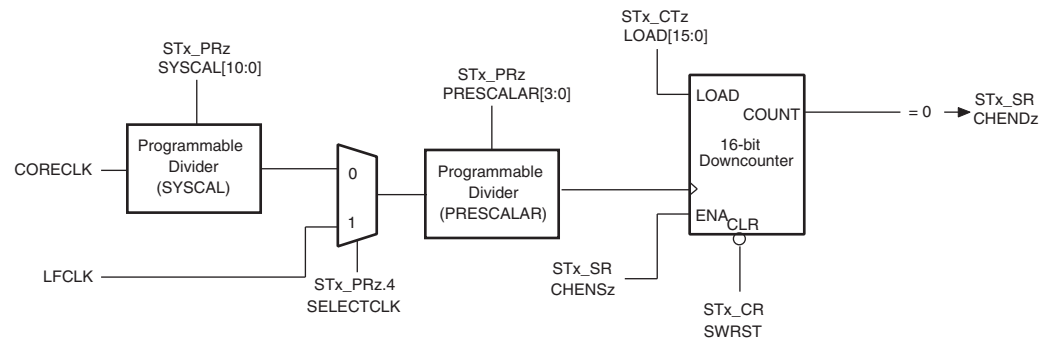 STx_CTz
LOAD[15:0]
STx_PRz
SYSCAL[10:0]
STx_PRz
PRESCALAR[3:0]
LOAD
COUNT
= 0
STx_SR
CHENDz
Programmable
Divider
(SYSCAL)
CORECLK
0
1
Programmable
Divider
(PRESCALAR)
16-bit
Downcounter
ENA
CLR
LFCLK
STx_PRz.4
SELECTCLK
STx_SR
CHENSz
STx_CR
SWRST